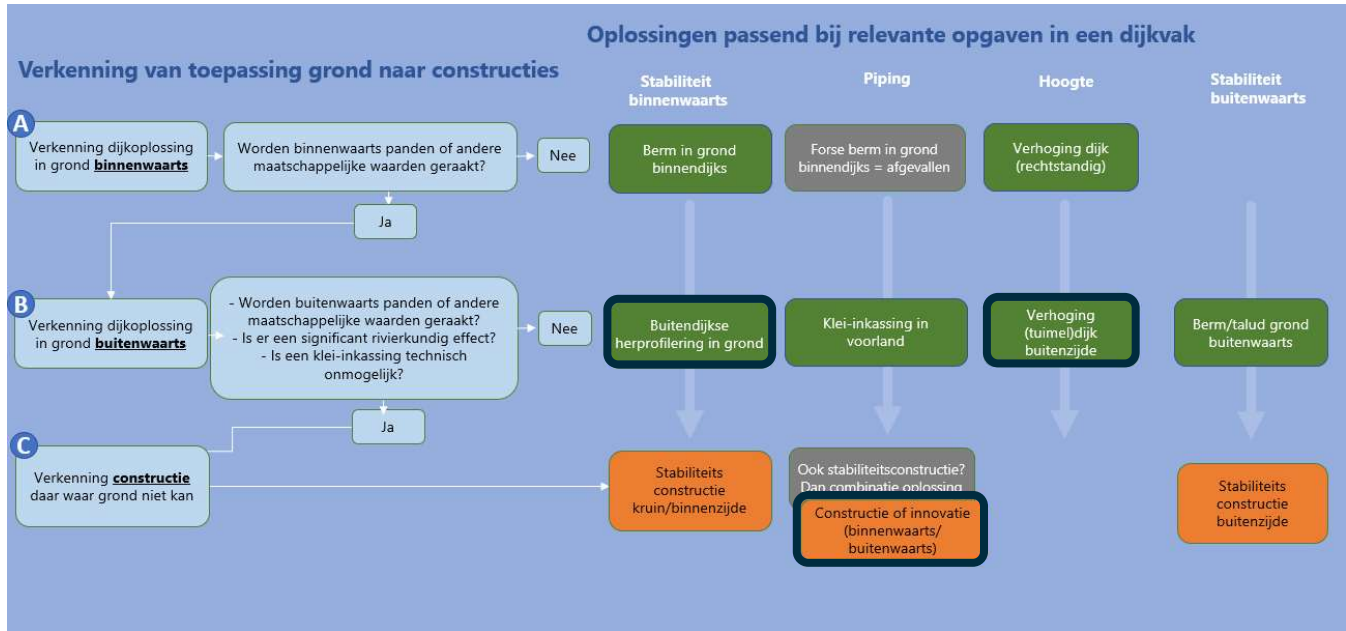 Oplossingen passend bij relevante opgaven in een dijkvak
Verkenning van toepassing grond naar constructies
Stabiliteit
binnenwaarts
Piping
Hoogte
Stabiliteit
buitenwaarts
A
Verkenning dijkoplossing
in grond binnenwaarts
Worden binnenwaarts panden of andere
maatschappelijke waarden geraakt?
Nee
Berm in grond
binnendijks
Forse berm in grond
binnendijks = afgevallen
Verhoging dijk
(rechtstandig)
Ja
B
Verkenning dijkoplossing
in grond buitenwaarts
- Worden buitenwaarts panden of andere
maatschappelijke waarden geraakt?
- Is er een significant rivierkundig effect?
- Is een klei-inkassing technisch
onmogelijk?
Nee
Buitendijkse
herprofilering in grond
Klei-inkassing in
voorland
Verhoging
(tuimel)dijk
buitenzijde
Berm/talud grond
buitenwaarts
Ja
C
Verkenning constructie
daar waar grond niet kan
Stabiliteits
constructie
kruin/binnenzijde
Ook stabiliteitsconstructie?
Dan combinatie oplossing
Constructie of innovatie
(binnenwaarts/
buitenwaarts)
Stabiliteits
constructie
buitenzijde